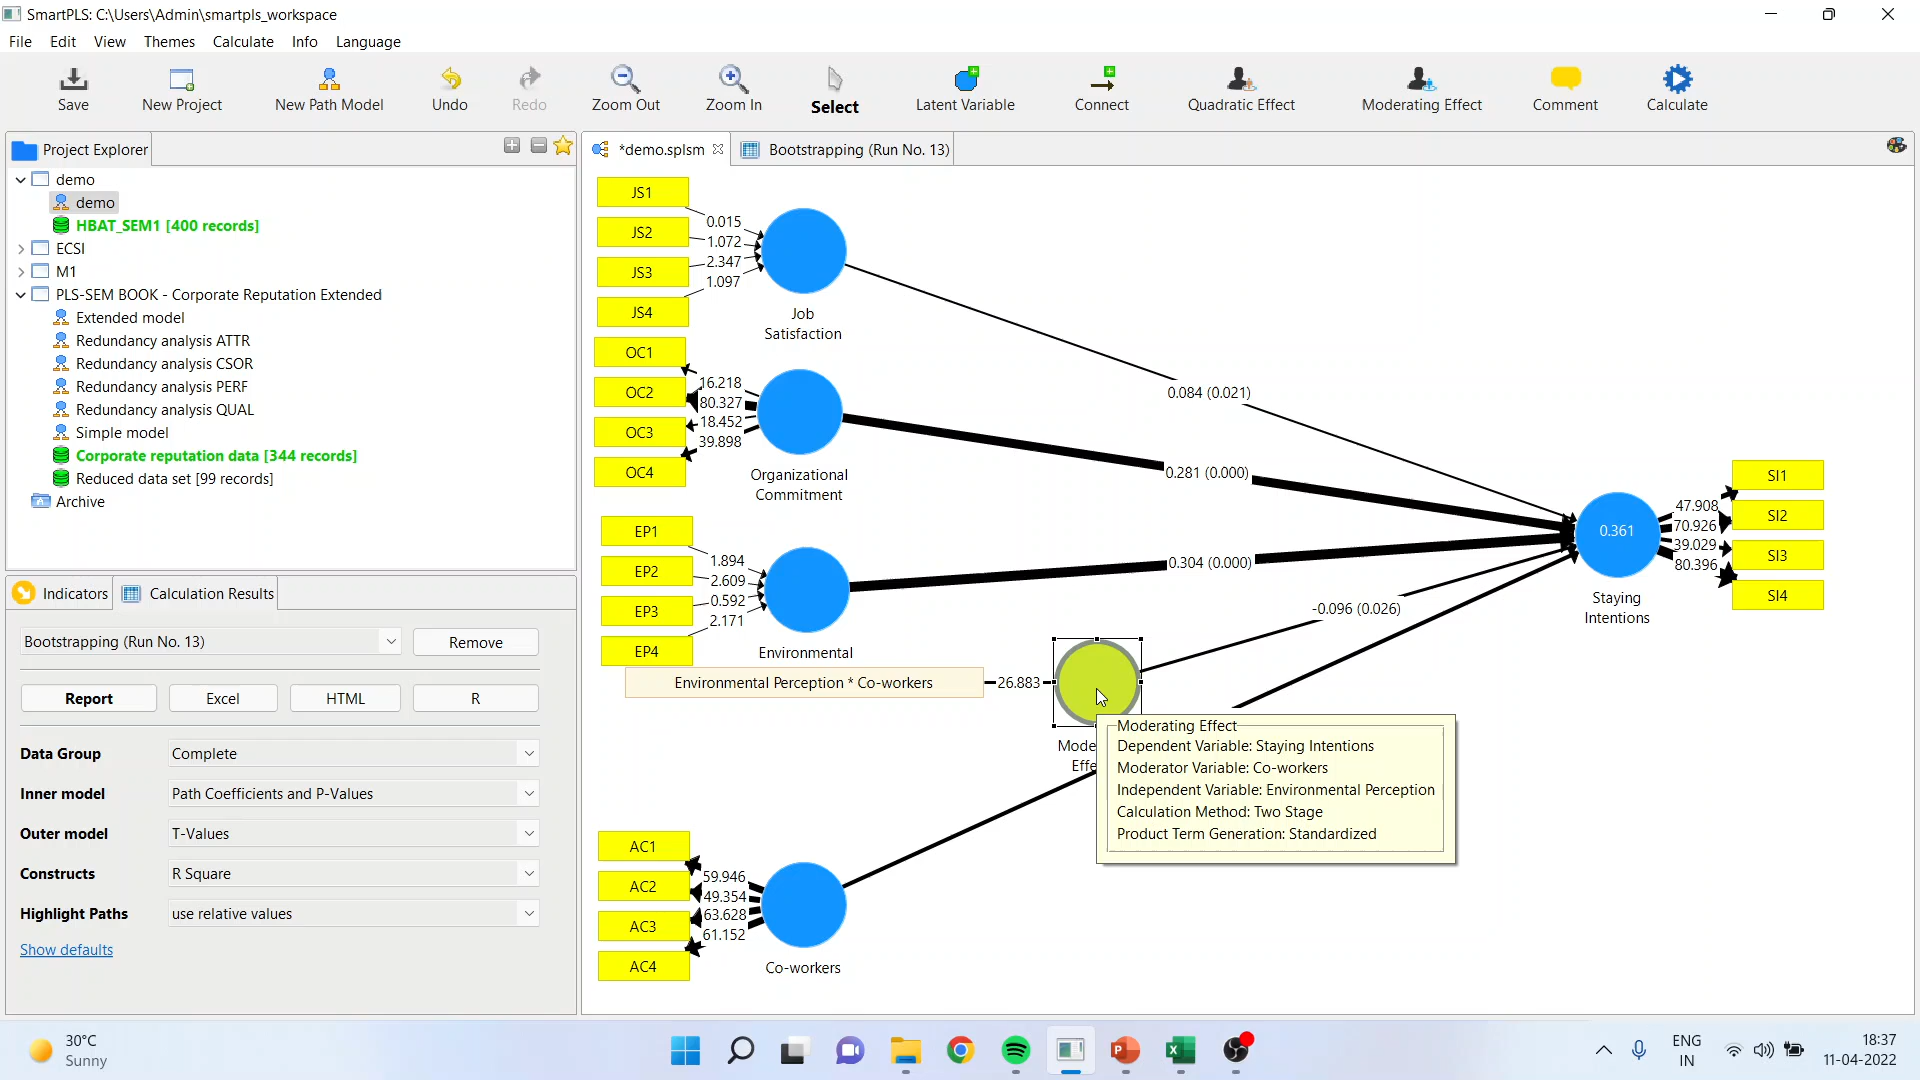 SmartPLS: C:\Users\Admin\smartpls_workspace
File Edit View Themes Calculate Info Language
Save New Project New Path Model Undo Redo Zoom Out Zoom In Select Latent Variable Connect Quadratic Effect Moderating Effect Comment Calculate
Project Explorer
demo
demo
HBAT_SEM1 [400 records]
ECSI
M1
PLS-SEM BOOK - Corporate Reputation Extended
Extended model
Redundancy analysis ATTR
Redundancy analysis CSOR
Redundancy analysis PERF
Redundancy analysis QUAL
Simple model
Corporate reputation data [344 records]
Reduced data set [99 records]
Archive
Indicators Calculation Results
Bootstrapping (Run No. 13) Remove
Report Excel HTML R
Data Group Complete
Inner model Path Coefficients and P-Values
Outer model T-Values
Constructs R Square
Highlight Paths use relative values
Show defaults
*demo.splsm Bootstrapping (Run No. 13)
JS1
JS2
JS3
JS4
0.015
1.072
2.347
1.097
Job
Satisfaction
OC1
OC2
OC3
OC4
16.218
80.327
18.452
39.898
Organizational
Commitment
EP1
EP2
EP3
EP4
1.894
2.609
0.592
2.171
Environmental
Environmental Perception * Co-workers
26.883
Mode
Effe
Moderating Effect
Dependent Variable: Staying Intentions
Moderator Variable: Co-workers
Independent Variable: Environmental Perception
Calculation Method: Two Stage
Product Term Generation: Standardized
AC1
AC2
AC3
AC4
59.946
49.354
63.628
61.152
Co-workers
0.084 (0.021)
0.281 (0.000)
0.304 (0.000)
-0.096 (0.026)
0.361
Staying
Intentions
47.908
70.926
39.029
80.396
SI1
SI2
SI3
SI4
30°C
Sunny
ENG
IN
18:37
11-04-2022